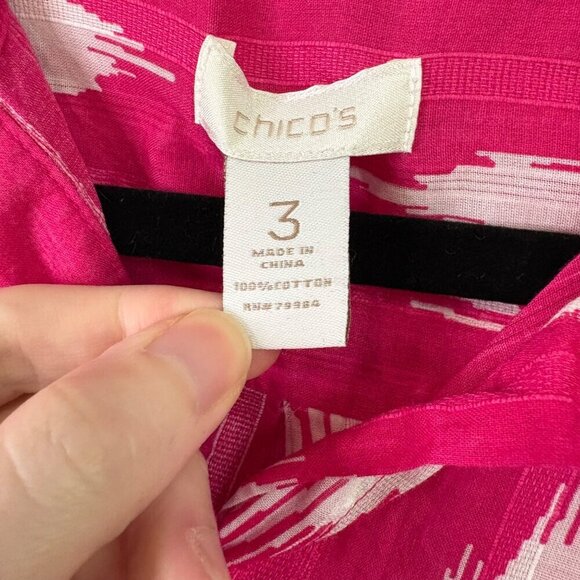 chico's
3
MADE IN
CHINA
100%COTTON
RN#79984